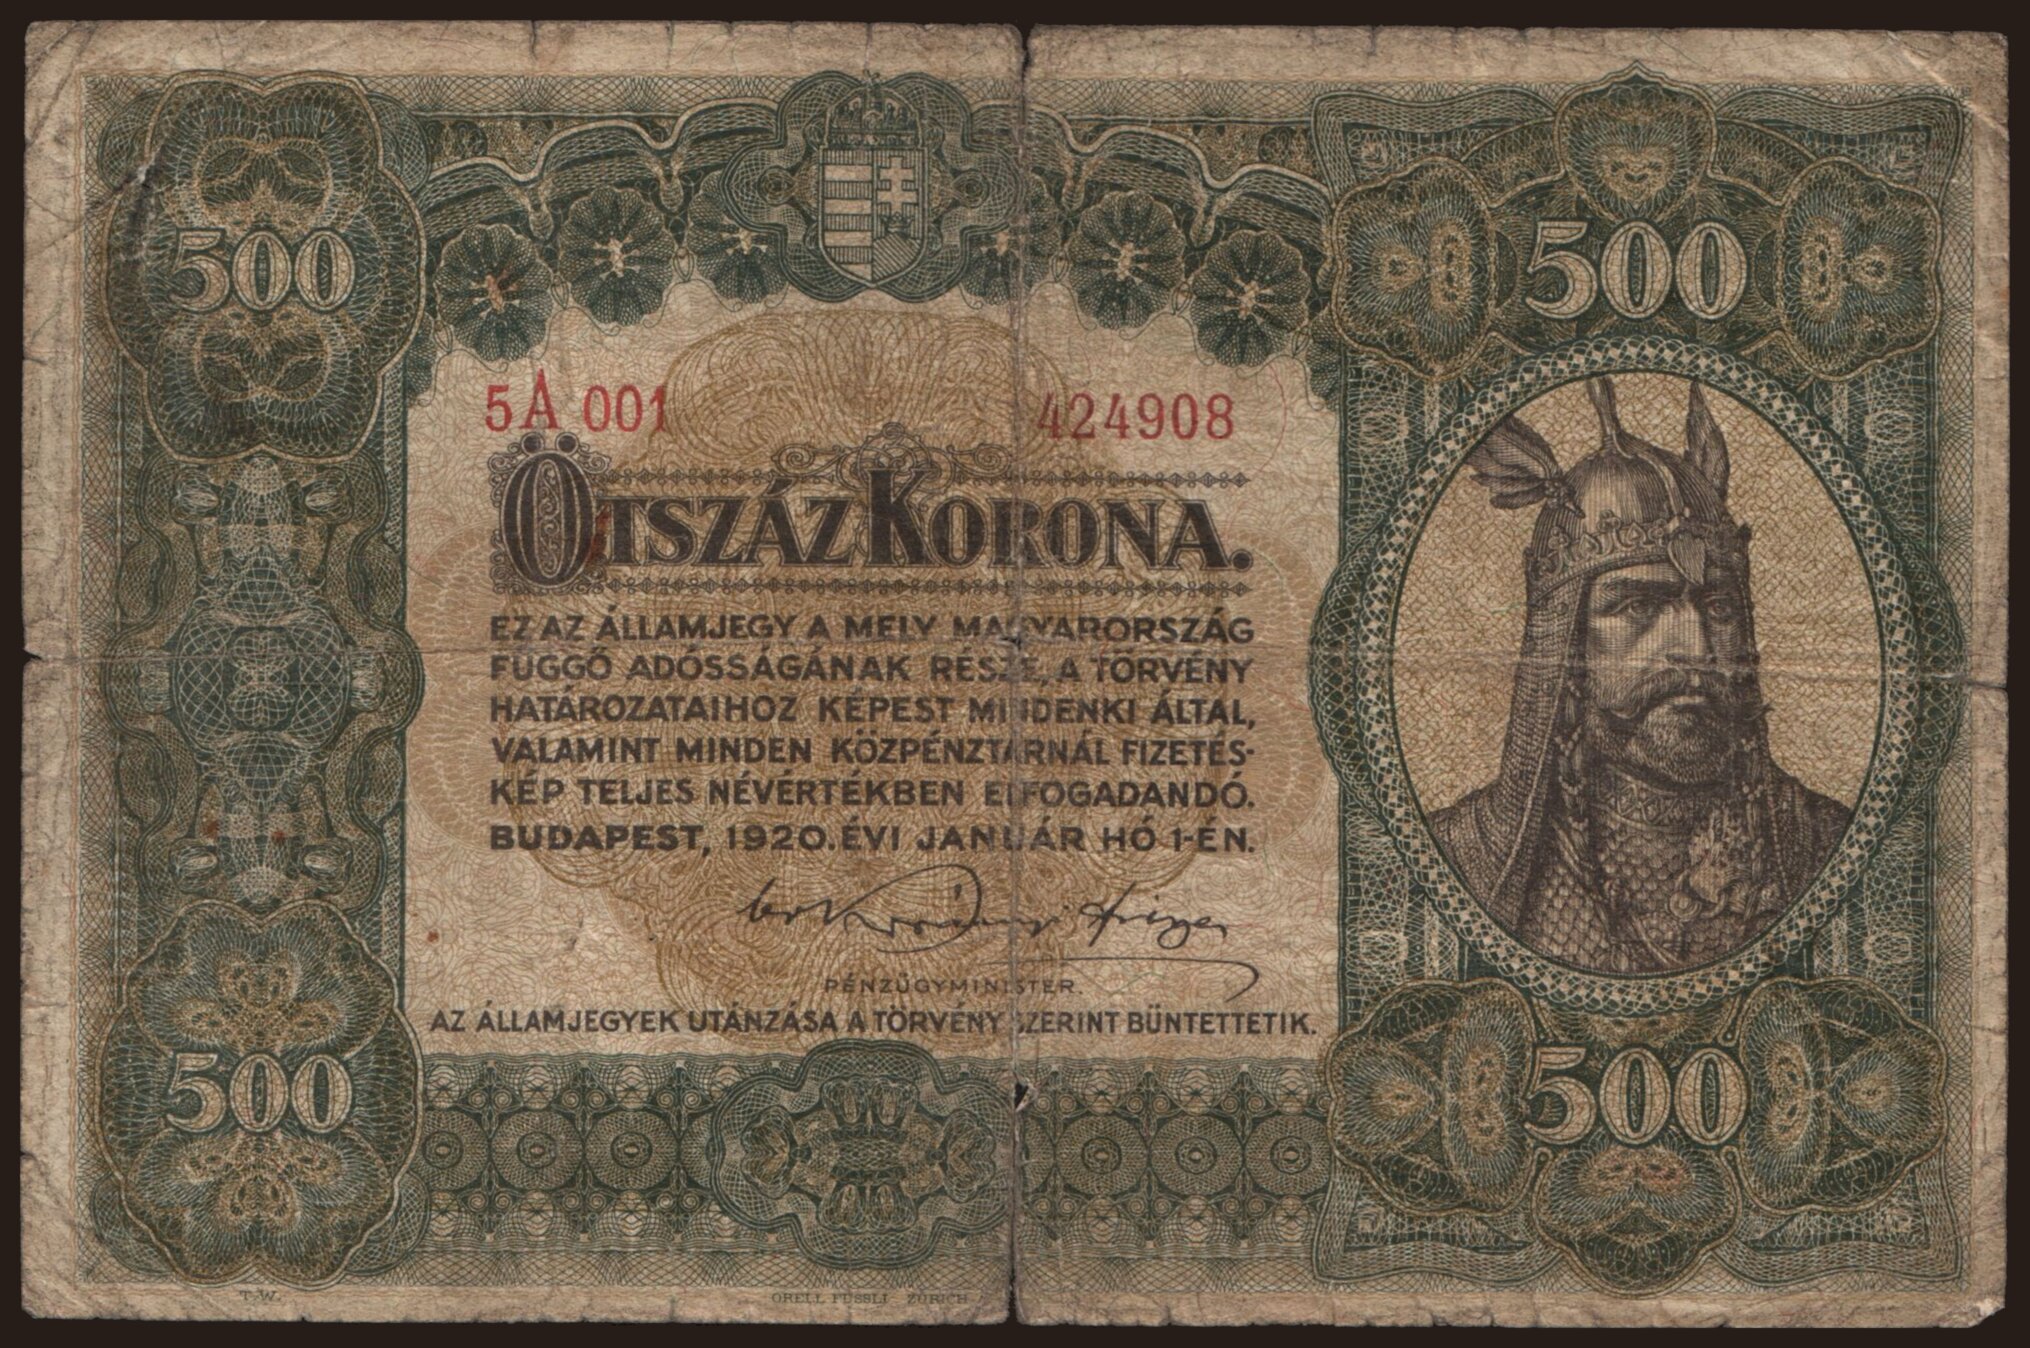 500
500
5A 001
424908
ÖTSZÁZ KORONA.
EZ AZ ÁLLAMJEGY A MELY MAGYARORSZÁG
FÜGGŐ ADÓSSÁGÁNAK RÉSZE, A TÖRVÉNY
HATÁROZATAIHOZ KÉPEST MINDENKI ÁLTAL,
VALAMINT MINDEN KÖZPÉNZTÁRNÁL FIZETÉS-
KÉP TELJES NÉVÉRTÉKBEN ELFOGADANDÓ.
BUDAPEST, 1920. ÉVI JANUÁR HÓ 1-ÉN.
PÉNZÜGYMINISTER.
AZ ÁLLAMJEGYEK UTÁNZÁSA A TÖRVÉNY SZERINT BÜNTETTETIK.
500
500
T.W.
ORELL FÜSSLI ZÜRICH